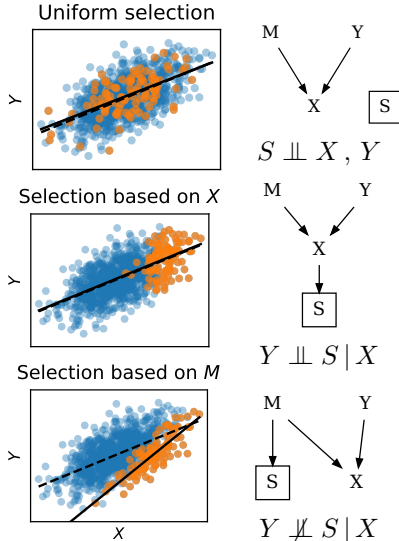 Uniform selection
Y
M Y
X
S
S ⫫ X , Y
Selection based on X
Y
M Y
X
S
Y ⫫ S | X
Selection based on M
Y
X
M Y
S X
Y ⫫̸ S | X